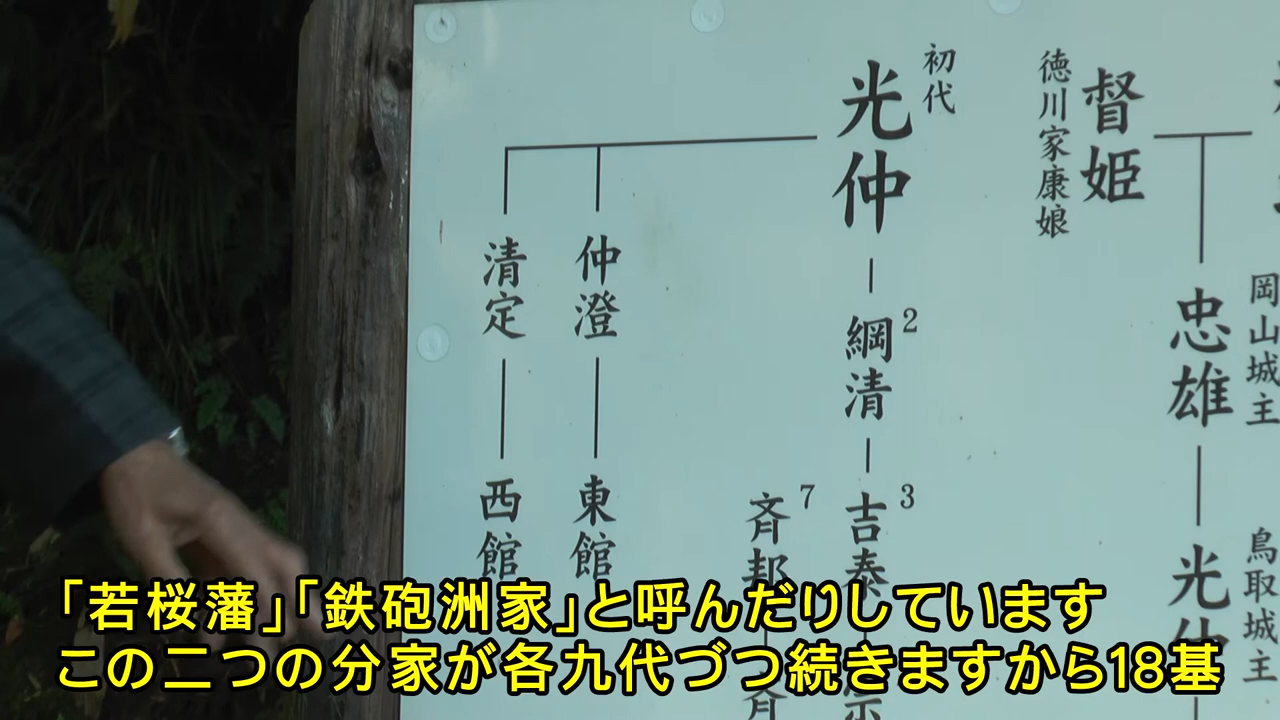 岡山城主
鳥取城主
督姫
徳川家康娘
忠雄
光仲
初代
光仲
2
綱清
3
吉泰
宗
7
斉邦
斉
仲澄
東館
清定
西館
「若桜藩」「鉄砲洲家」と呼んだりしています
この二つの分家が各九代づつ続きますから18基